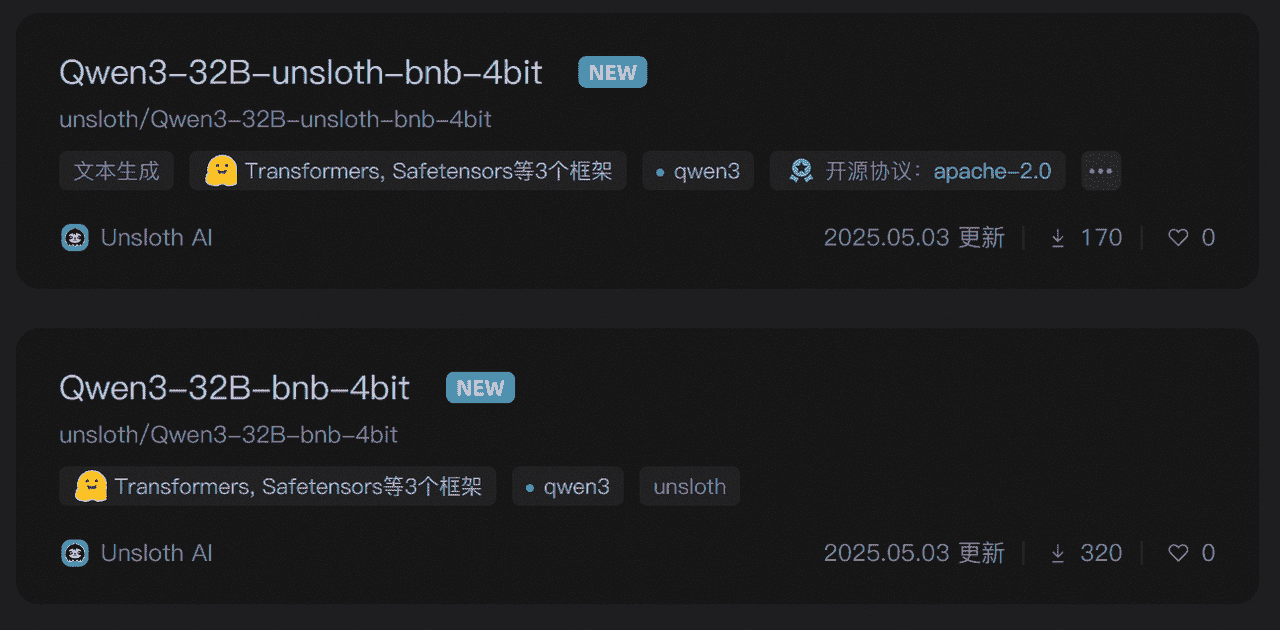 Qwen3-32B-unsloth-bnb-4bit NEW
unsloth/Qwen3-32B-unsloth-bnb-4bit
文本生成 Transformers, Safetensors等3个框架 qwen3 开源协议：apache-2.0 •••
Unsloth AI 2025.05.03 更新 170 0
Qwen3-32B-bnb-4bit NEW
unsloth/Qwen3-32B-bnb-4bit
Transformers, Safetensors等3个框架 qwen3 unsloth
Unsloth AI 2025.05.03 更新 320 0